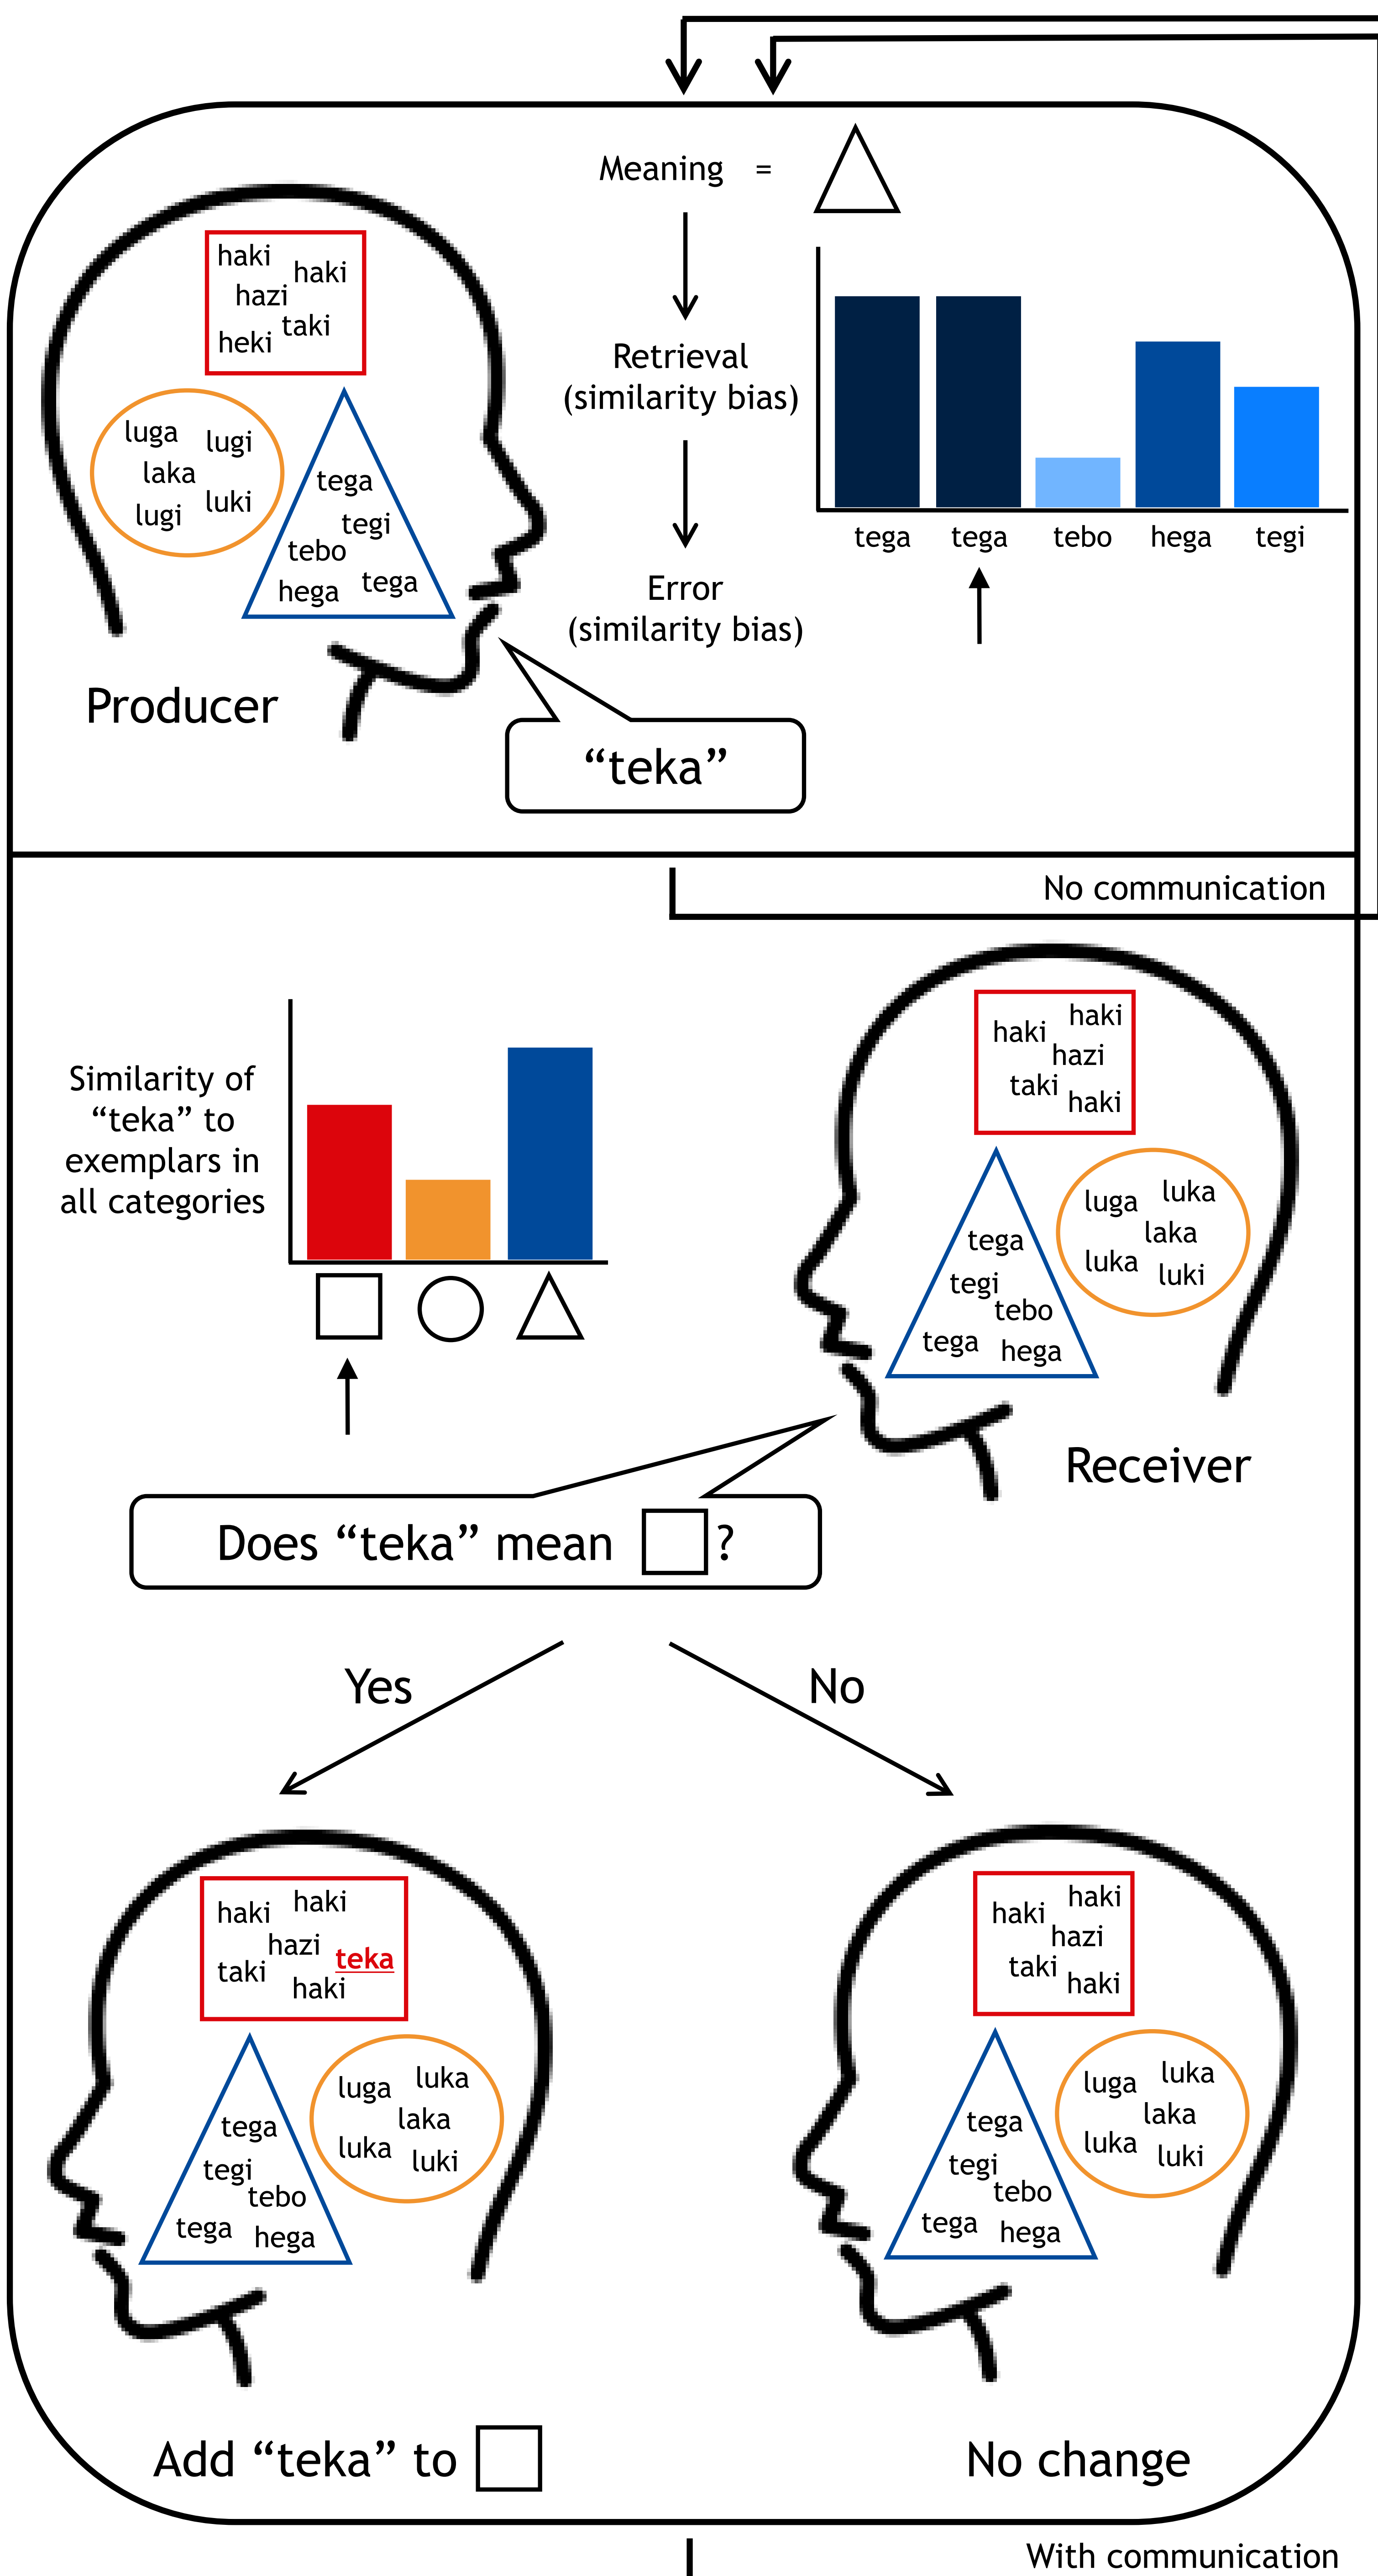 Meaning =
haki
haki
hazi
taki
heki
Retrieval
(similarity bias)
luga
lugi
laka
luki
lugi
tega
tegi
tebo
hega
tega
tega tega tebo hega tegi
Error
(similarity bias)
Producer
“teka”
No communication
Similarity of
“teka” to
exemplars in
all categories
haki
haki
hazi
taki
haki
luga
luka
laka
luka
luki
tega
tegi
tebo
tega
hega
Receiver
Does “teka” mean ?
Yes
No
haki
haki
hazi
teka
taki
haki
luga
luka
laka
luka
luki
tega
tegi
tebo
tega
hega
haki
haki
hazi
taki
haki
luga
luka
laka
luka
luki
tega
tegi
tebo
tega
hega
Add “teka” to
No change
With communication